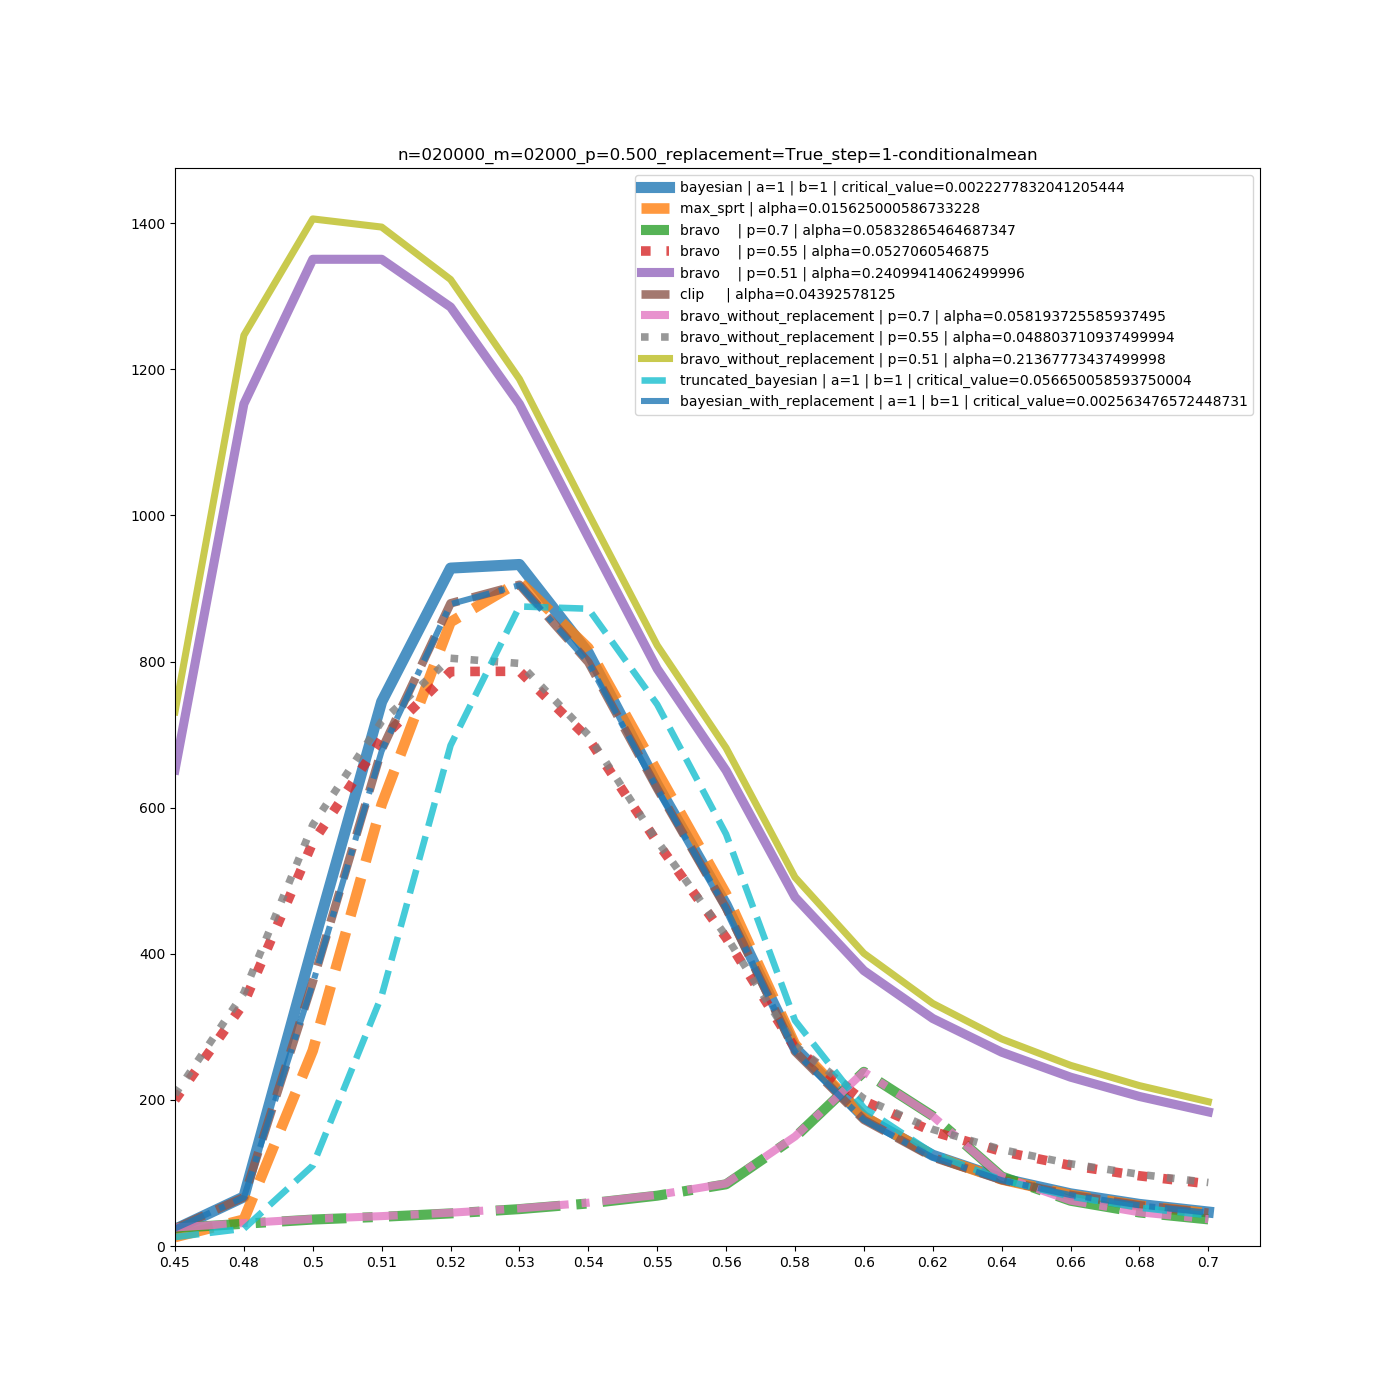 n=020000_m=02000_p=0.500_replacement=True_step=1-conditionalmean
bayesian | a=1 | b=1 | critical_value=0.0022277832041205444
max_sprt | alpha=0.015625000586733228
bravo | p=0.7 | alpha=0.05832865464687347
bravo | p=0.55 | alpha=0.0527060546875
bravo | p=0.51 | alpha=0.24099414062499996
clip | alpha=0.04392578125
bravo_without_replacement | p=0.7 | alpha=0.058193725585937495
bravo_without_replacement | p=0.55 | alpha=0.048803710937499994
bravo_without_replacement | p=0.51 | alpha=0.21367773437499998
truncated_bayesian | a=1 | b=1 | critical_value=0.056650058593750004
bayesian_with_replacement | a=1 | b=1 | critical_value=0.002563476572448731
1400
1200
1000
800
600
400
200
0
0.45 0.48 0.5 0.51 0.52 0.53 0.54 0.55 0.56 0.58 0.6 0.62 0.64 0.66 0.68 0.7